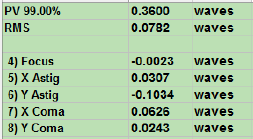 PV 99.00% 0.3600 waves
RMS 0.0782 waves
4) Focus -0.0023 waves
5) X Astig 0.0307 waves
6) Y Astig -0.1034 waves
7) X Coma 0.0626 waves
8) Y Coma 0.0243 waves